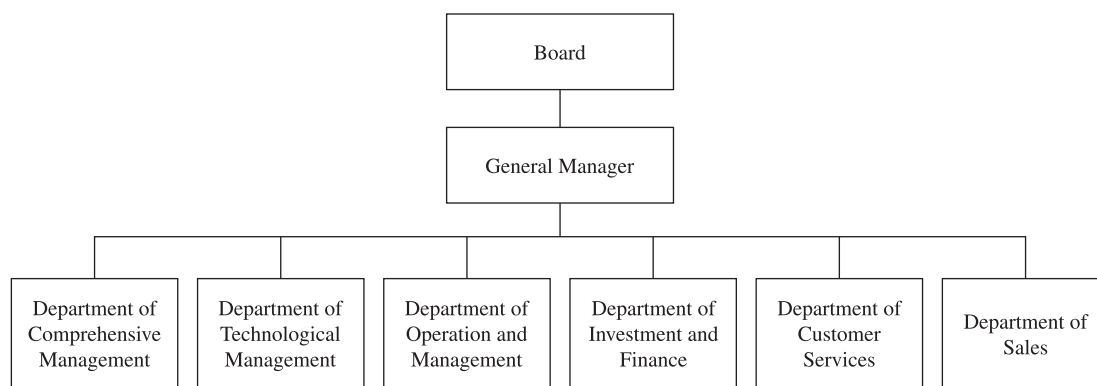 Board
General Manager
Department of
Comprehensive
Management
Department of
Technological
Management
Department of
Operation and
Management
Department of
Investment and
Finance
Department of
Customer
Services
Department of
Sales